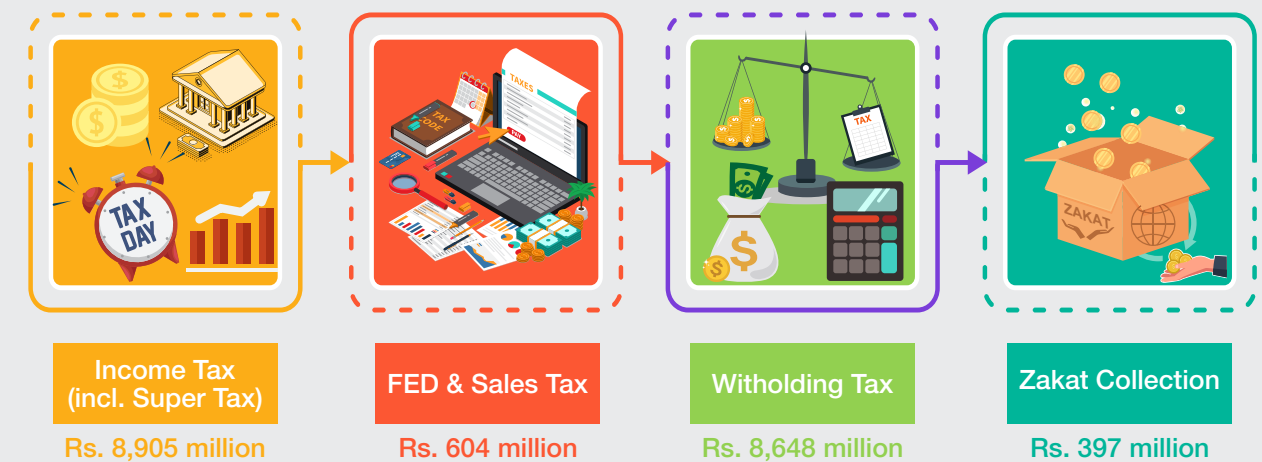 TAX
DAY
TAX
CODE
TAXES
PAY
TAX
ZAKAT
Income Tax
(incl. Super Tax)
Rs. 8,905 million
FED & Sales Tax
Rs. 604 million
Witholding Tax
Rs. 8,648 million
Zakat Collection
Rs. 397 million